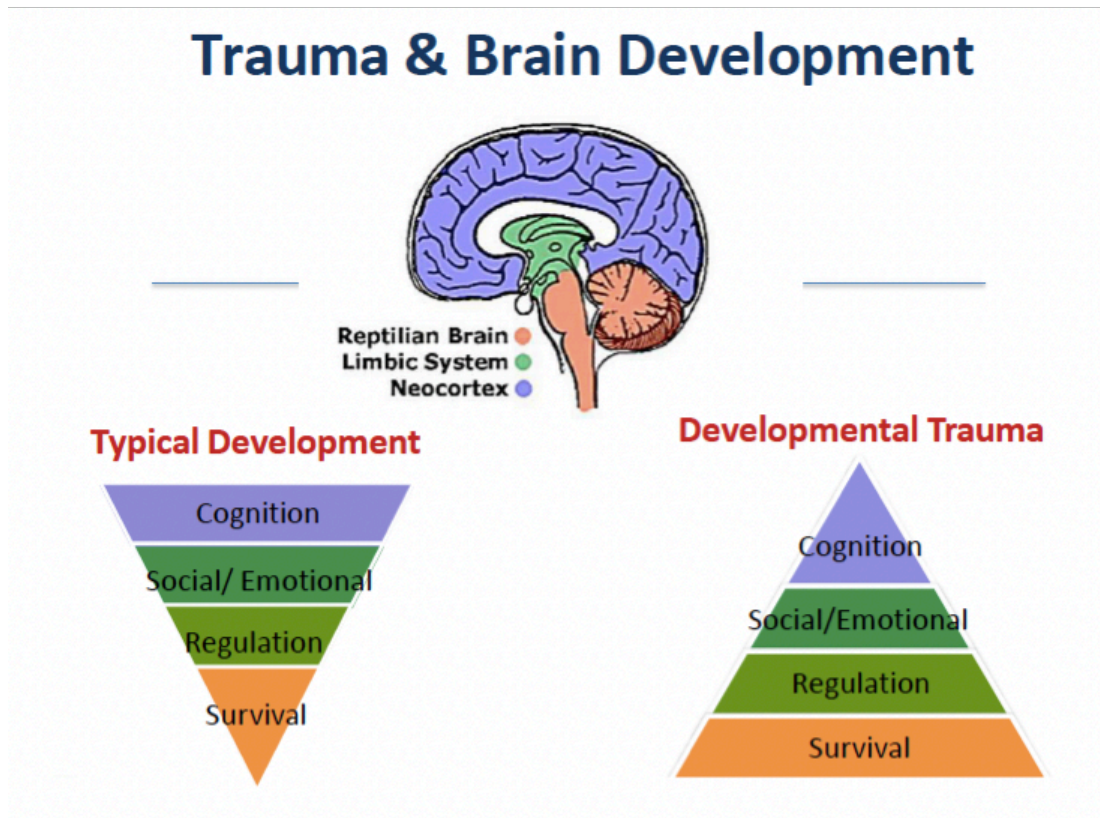 Trauma & Brain Development
Reptilian Brain
Limbic System
Neocortex
Typical Development
Cognition
Social/ Emotional
Regulation
Survival
Developmental Trauma
Cognition
Social/Emotional
Regulation
Survival